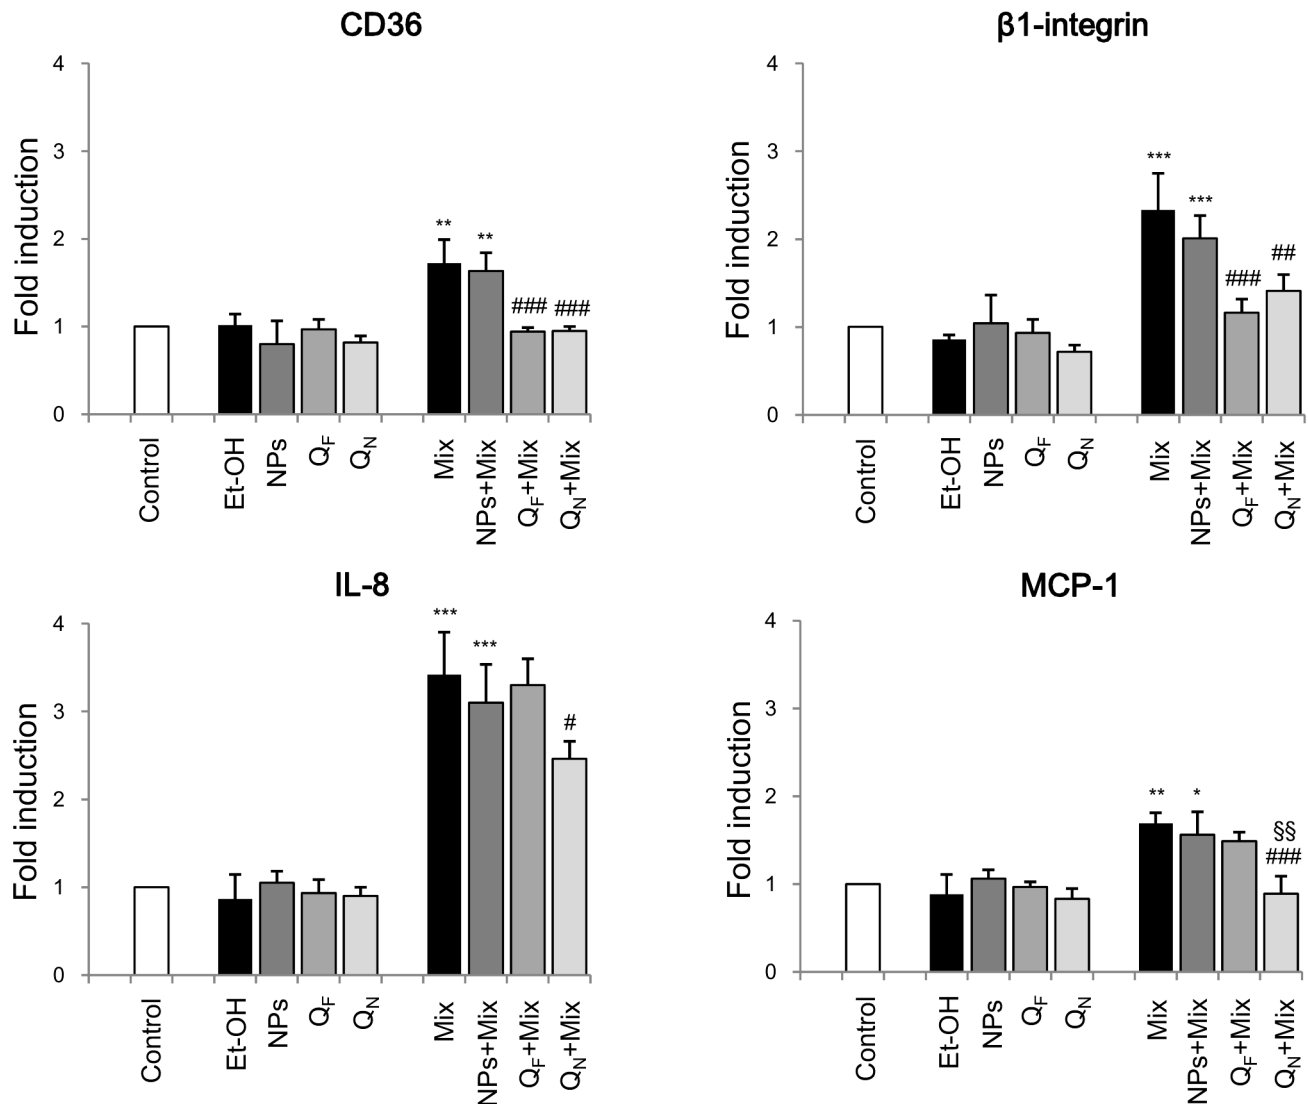 CD36
Fold induction
4
3
2
1
0
**
**
###
###
Control
Et-OH
NPs
QF
QN
Mix
NPs+Mix
QF+Mix
QN+Mix
β1-integrin
Fold induction
4
3
2
1
0
***
***
###
##
Control
Et-OH
NPs
QF
QN
Mix
NPs+Mix
QF+Mix
QN+Mix
IL-8
Fold induction
4
3
2
1
0
***
***
#
Control
Et-OH
NPs
QF
QN
Mix
NPs+Mix
QF+Mix
QN+Mix
MCP-1
Fold induction
4
3
2
1
0
**
*
§§
###
Control
Et-OH
NPs
QF
QN
Mix
NPs+Mix
QF+Mix
QN+Mix